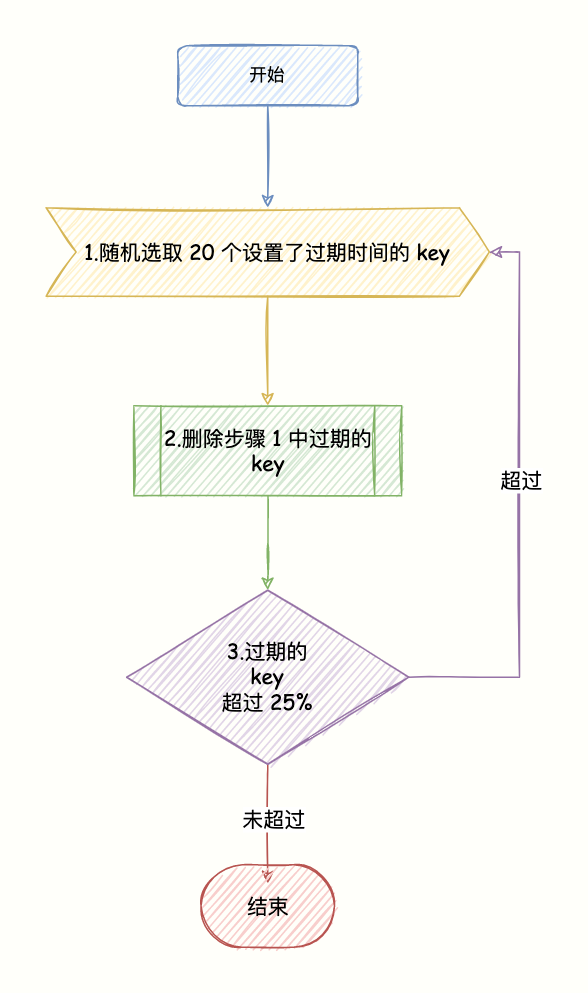 开始
1.随机选取 20 个设置了过期时间的 key
2.删除步骤 1 中过期的
key
超过
3.过期的
key
超过 25%
未超过
结束